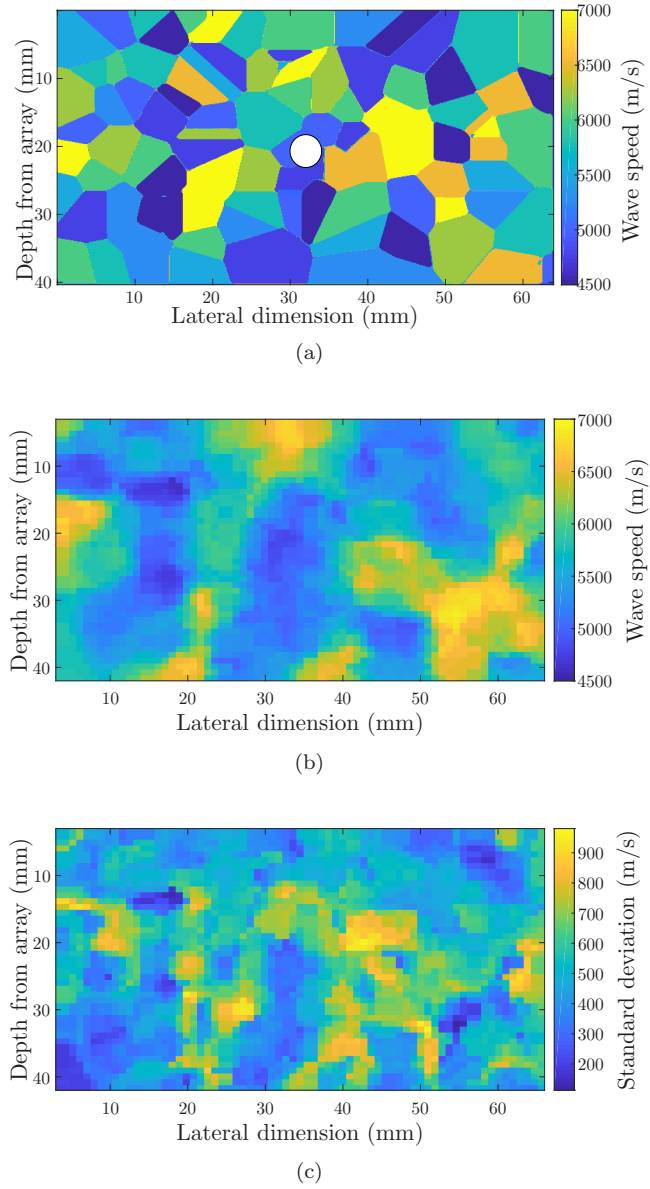 7000
6500
6000
5500
5000
4500
Wave speed (m/s)
0
10
20
30
40
Depth from array (mm)
10 20 30 40 50 60
Lateral dimension (mm)
(a)
7000
6500
6000
5500
5000
4500
Wave speed (m/s)
10
20
30
40
Depth from array (mm)
10 20 30 40 50 60
Lateral dimension (mm)
(b)
900
800
700
600
500
400
300
200
Standard deviation (m/s)
10
20
30
40
Depth from array (mm)
10 20 30 40 50 60
Lateral dimension (mm)
(c)